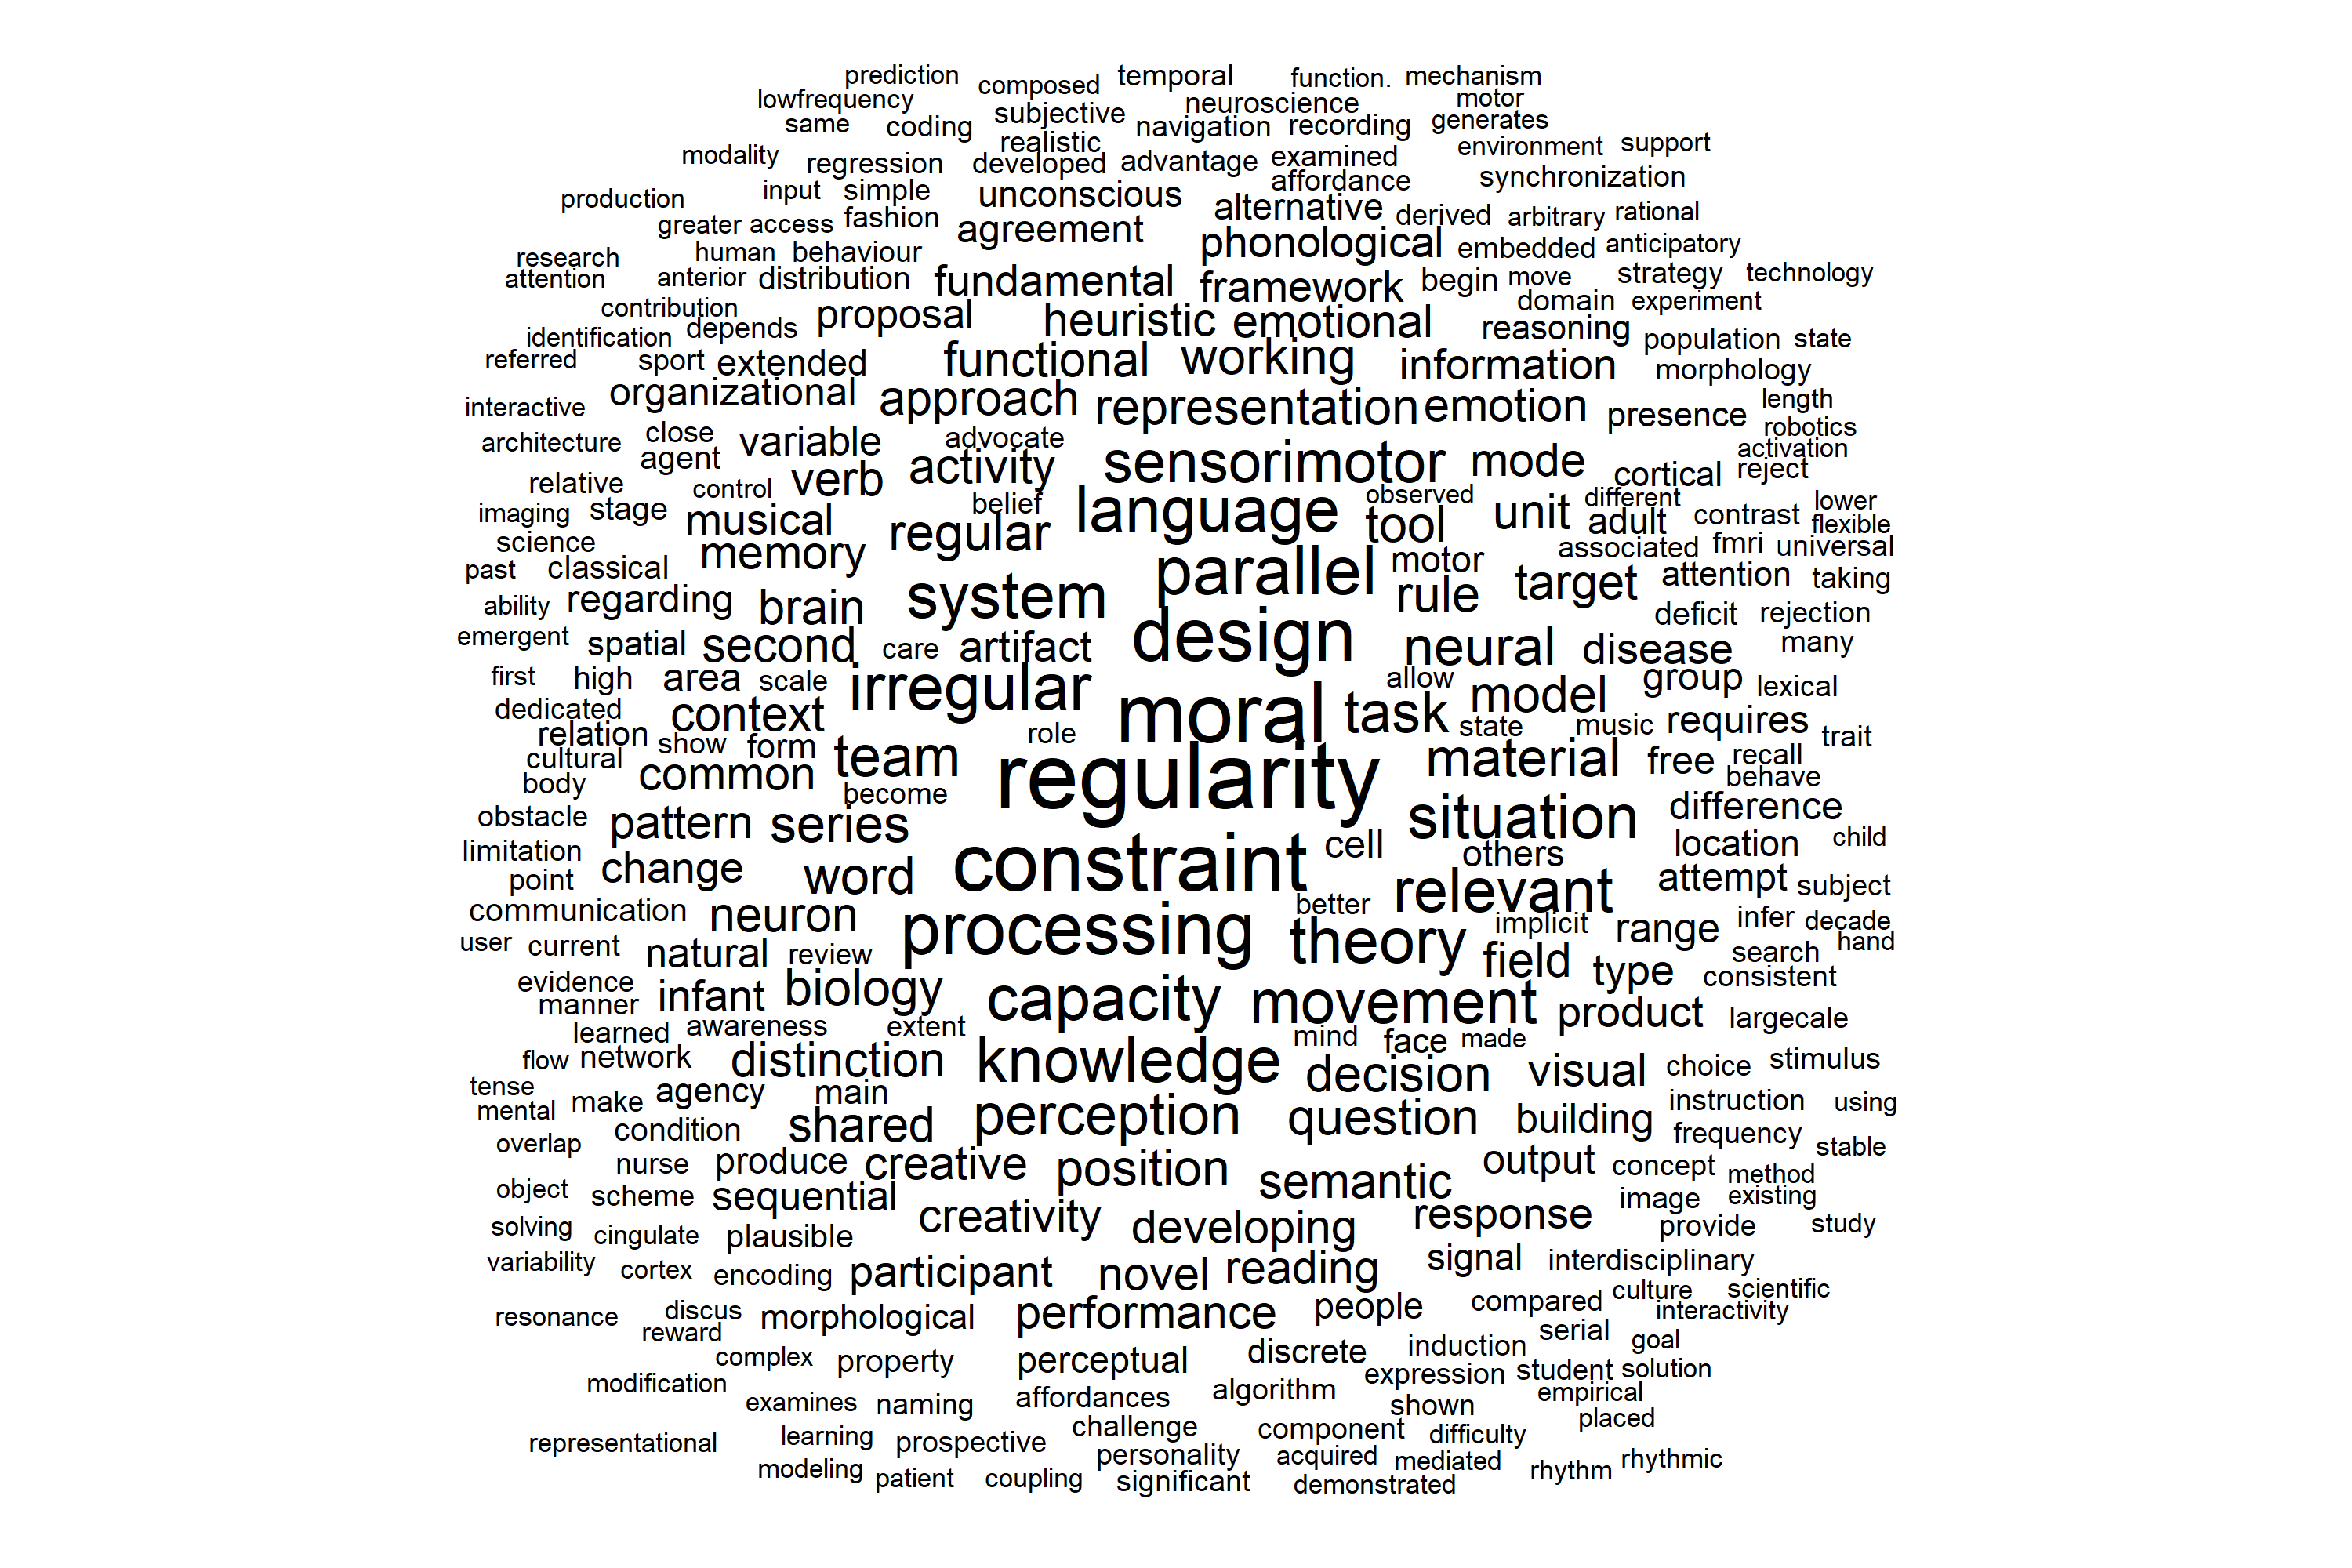 prediction composed temporal function. mechanism
lowfrequency subjective neuroscience motor
same coding realistic navigation recording generates
modality regression developed advantage examined environment support
production input simple unconscious affordance synchronization
greater access fashion agreement alternative derived arbitrary rational
research human behaviour phonological embedded anticipatory
attention anterior distribution fundamental framework begin move strategy technology
contribution proposal heuristic emotional domain experiment
identification depends reasoning population state
referred sport extended functional working information morphology
interactive organizational approach representation emotion presence length
architecture close variable advocate robotics
agent activity sensorimotor mode cortical activation
relative control verb belief language observed different reject
imaging stage musical regular tool unit adult contrast lower
science memory parallel motor associated fmri flexible
past classical universal
ability regarding brain system rule target attention taking
emergent spatial second care artifact design neural disease deficit rejection
many
first high area scale irregular allow model group lexical
dedicated context moral task state music requires
relation show form role trait
cultural team regularity material free recall
body common become behave
obstacle pattern series situation difference
limitation change word constraint cell others location child
point relevant attempt subject
communication neuron processing better implicit range infer decade
user current natural review theory field search hand
evidence infant biology capacity movement type consistent
manner product largecale
learned awareness extent mind face made
flow network distinction knowledge decision visual choice stimulus
tense agency main
mental make shared perception question building instruction using
overlap condition frequency stable
nurse produce creative position semantic output concept method
object scheme sequential image existing
solving cingulate plausible creativity developing response provide study
variability cortex encoding participant novel reading signal interdisciplinary
resonance discus morphological performance people compared culture scientific
reward interactivity
complex property perceptual discrete induction serial goal
modification expression student solution
examines naming affordances algorithm shown empirical
representational learning prospective challenge component difficulty placed
modeling patient coupling personality acquired mediated rhythm rhythmic
significant demonstrated